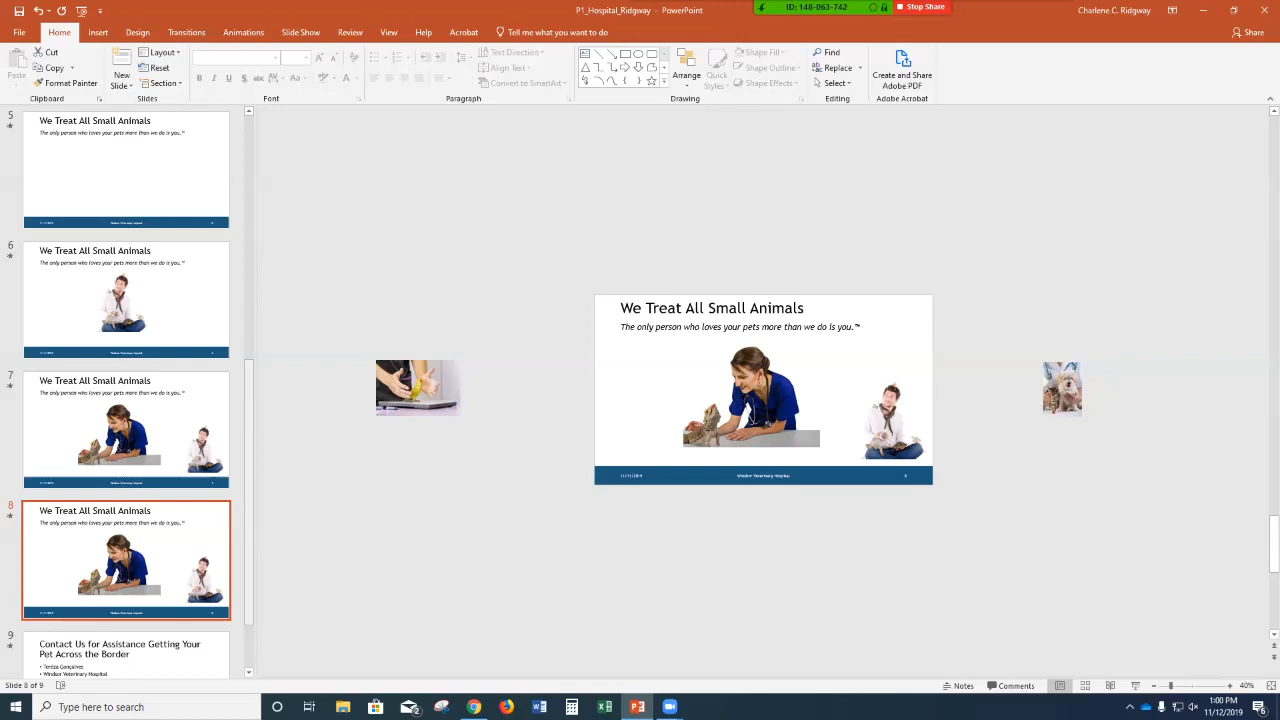 P1_Hospital_Ridgway - PowerPoint
ID: 148-063-742
Stop Share
Charlene C. Ridgway
File Home Insert Design Transitions Animations Slide Show Review View Help Acrobat Tell me what you want to do
Share
Paste
Cut
Copy
Format Painter
Clipboard
New Slide
Layout
Reset
Section
Slides
Font
Text Direction
Align Text
Convert to SmartArt
Paragraph
Arrange
Quick Styles
Shape Fill
Shape Outline
Shape Effects
Drawing
Find
Replace
Select
Editing
Create and Share Adobe PDF
Adobe Acrobat
5
We Treat All Small Animals
The only person who loves your pets more than we do is you.™
6
We Treat All Small Animals
The only person who loves your pets more than we do is you.™
7
We Treat All Small Animals
The only person who loves your pets more than we do is you.™
8
We Treat All Small Animals
The only person who loves your pets more than we do is you.™
9
Contact Us for Assistance Getting Your
Pet Across the Border
• Windsor Veterinary Hospital
We Treat All Small Animals
The only person who loves your pets more than we do is you.™
11/11/2019 Windsor Veterinary Hospital 8
Slide 8 of 9
Notes
Comments
40%
Type here to search
1:00 PM
11/12/2019